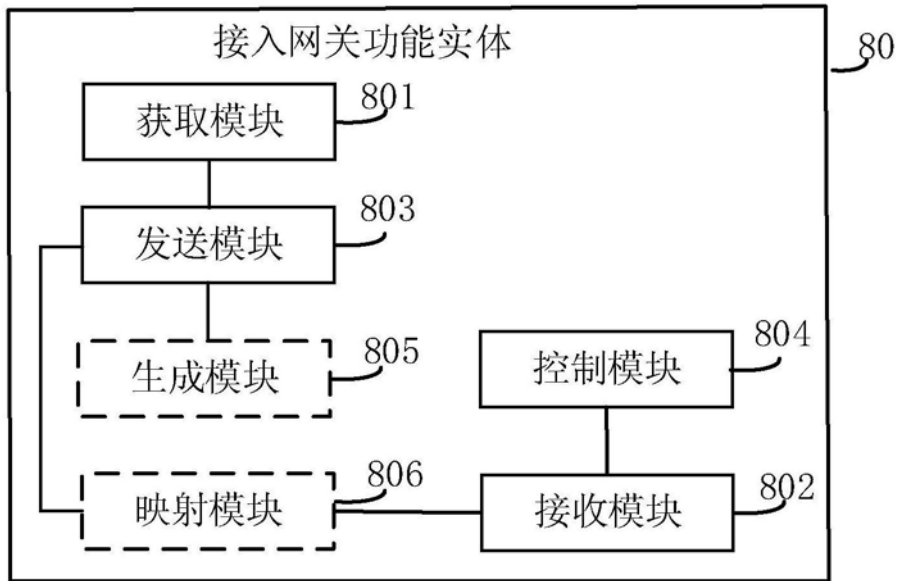 接入网关功能实体
80
获取模块
801
发送模块
803
生成模块
805
控制模块
804
映射模块
806
接收模块
802